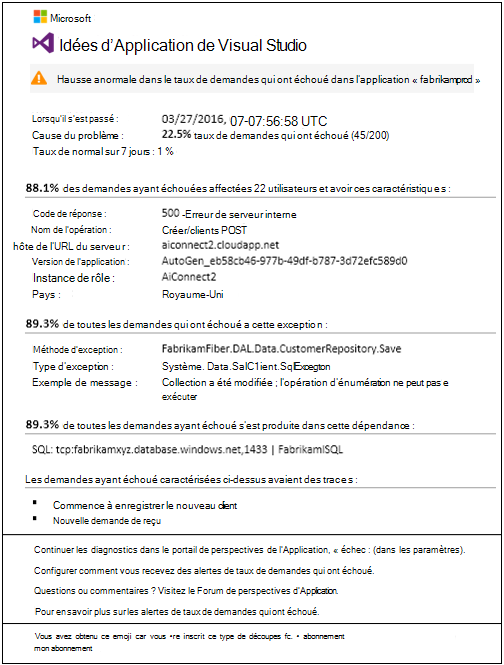 Microsoft
Idées d'Application de Visual Studio
Hausse anormale dans le taux de demandes qui ont échoué dans l'application « fabrikamprod »
Lorsqu'il s'est passé : 03/27/2016, 07-07:56:58 UTC
Cause du problème : 22.5% taux de demandes qui ont échoué (45/200)
Taux de normal sur 7 jours : 1 %
88.1% des demandes ayant échouées affectées 22 utilisateurs et avoir ces caractéristiques :
Code de réponse : 500 -Erreur de serveur interne
Nom de l'opération : Créer/clients POST
hôte de l'URL du serveur : aiconnect2.cloudapp.net
Version de l'application : AutoGen_eb58cb46-977b-49df-b787-3d72efc589d0
Instance de rôle : AiConnect2
Pays : Royaume-Uni
89.3% de toutes les demandes qui ont échoué a cette exception :
Méthode d'exception : FabrikamFiber.DAL.Data.CustomerRepository.Save
Type d'exception : Système. Data.SalC1ient.SqlExcegton
Exemple de message : Collection a été modifiée ; l'opération d'énumération ne peut pas e
exécuter
89.3% de toutes les demandes ayant échoué s'est produite dans cette dépendance :
SQL: tcp:fabrikamxyz.database.windows.net,1433 | FabrikamISQL
Les demandes ayant échoué caractérisées ci-dessus avaient des traces :
▪ Commence à enregistrer le nouveau client
▪ Nouvelle demande de reçu
Continuer les diagnostics dans le portail de perspectives de l'Application, « échec : (dans les paramètres).
Configurer comment vous recevez des alertes de taux de demandes qui ont échoué.
Questions ou commentaires ? Visitez le Forum de perspectives d'Application.
Pour en savoir plus sur les alertes de taux de demandes qui ont échoué.
Vous avez obtenu ce emoji car vous •re inscrit ce type de découpes fc. • abonnement
mon abonnement